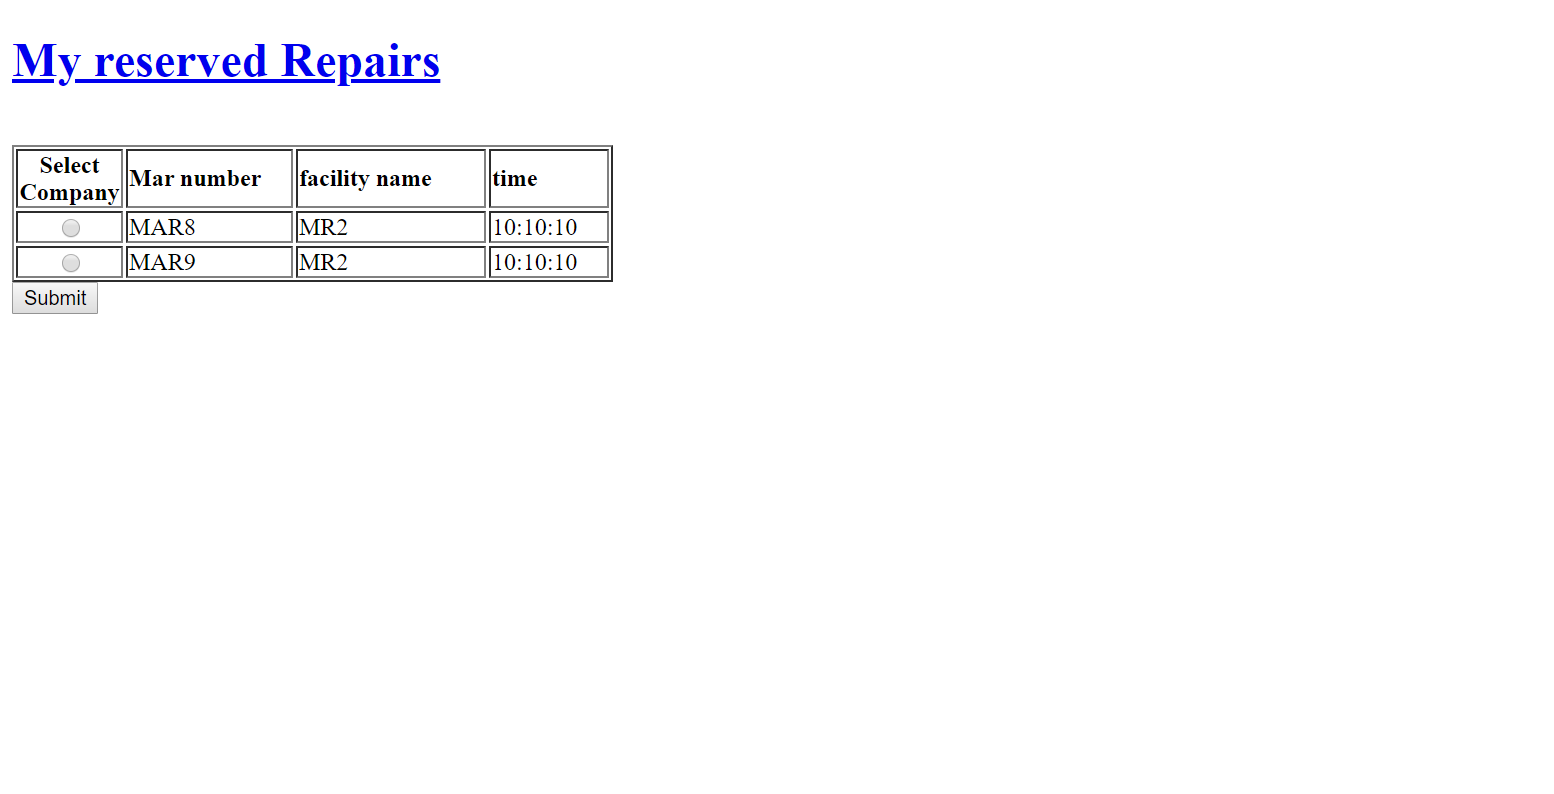 My reserved Repairs
Select Company Mar number facility name time
MAR8 MR2 10:10:10
MAR9 MR2 10:10:10
Submit